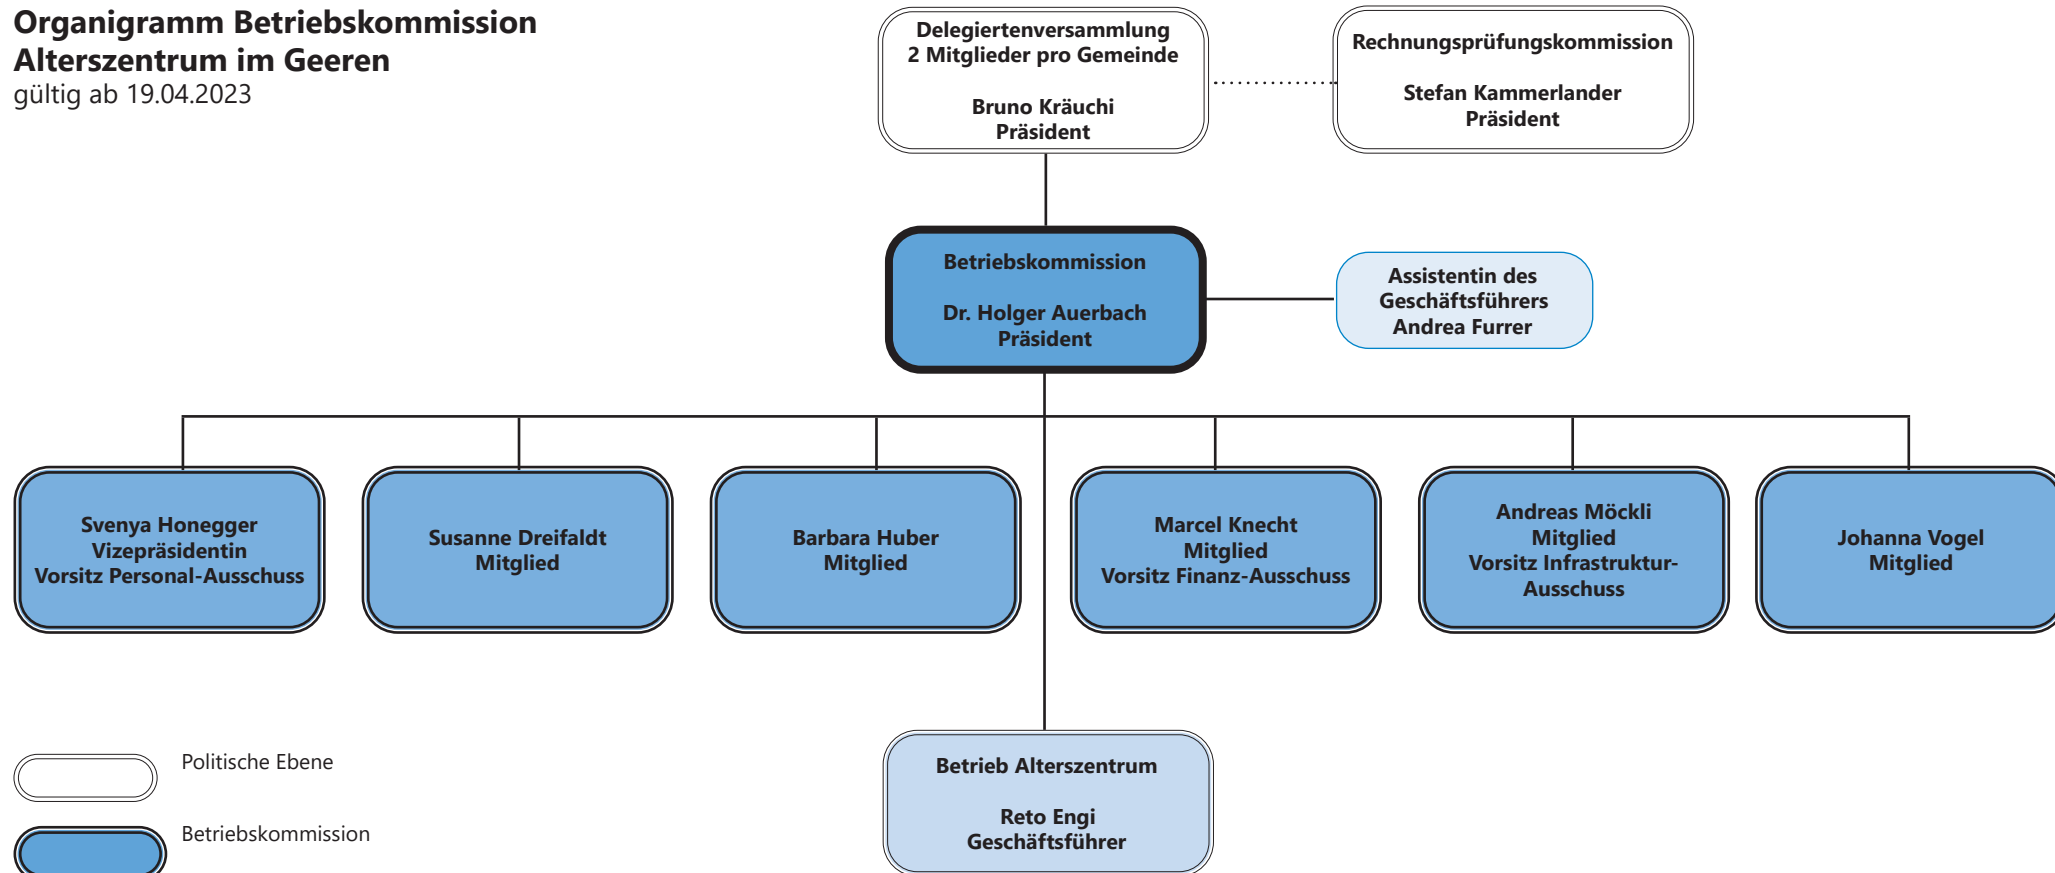 Organigramm Betriebskommission
Alterszentrum im Geeren
gültig ab 19.04.2023
Delegiertenversammlung
2 Mitglieder pro Gemeinde
Bruno Kräuchi
Präsident
Rechnungsprüfungskommission
Stefan Kammerlander
Präsident
Betriebskommission
Dr. Holger Auerbach
Präsident
Assistentin des
Geschäftsführers
Andrea Furrer
Svenya Honegger
Vizepräsidentin
Vorsitz Personal-Ausschuss
Susanne Dreifaldt
Mitglied
Barbara Huber
Mitglied
Marcel Knecht
Mitglied
Vorsitz Finanz-Ausschuss
Andreas Möckli
Mitglied
Vorsitz Infrastruktur-
Ausschuss
Johanna Vogel
Mitglied
Betrieb Alterszentrum
Reto Engi
Geschäftsführer
Politische Ebene
Betriebskommission